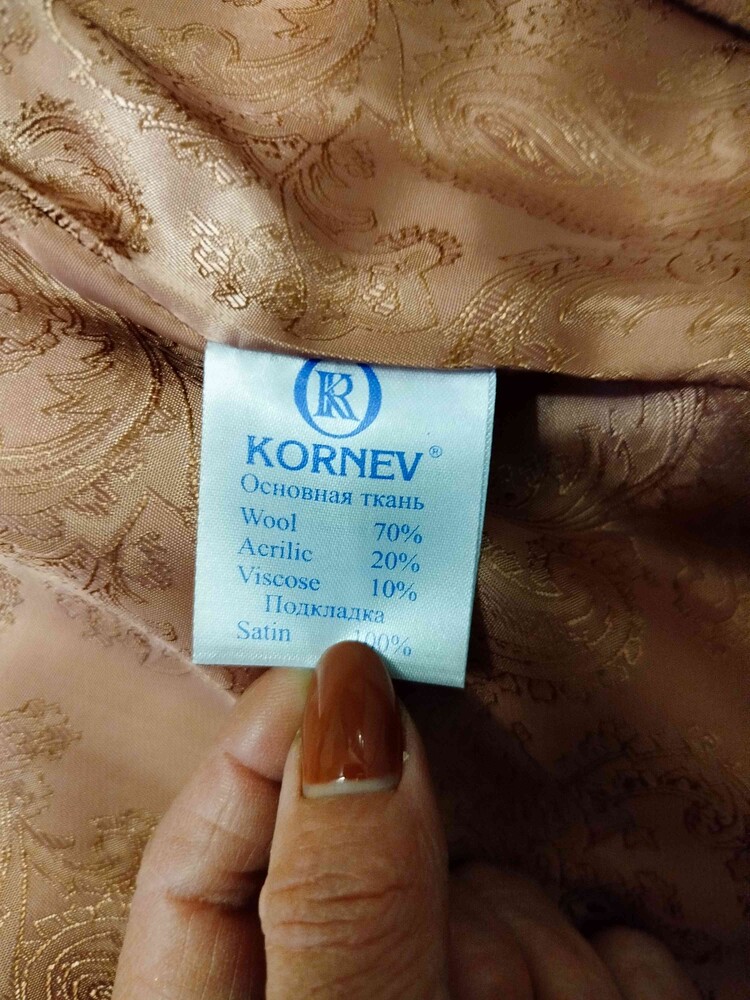 KR
KORNEV®
Основная ткань
Wool 70%
Acrilic 20%
Viscose 10%
Подкладка
Satin 100%